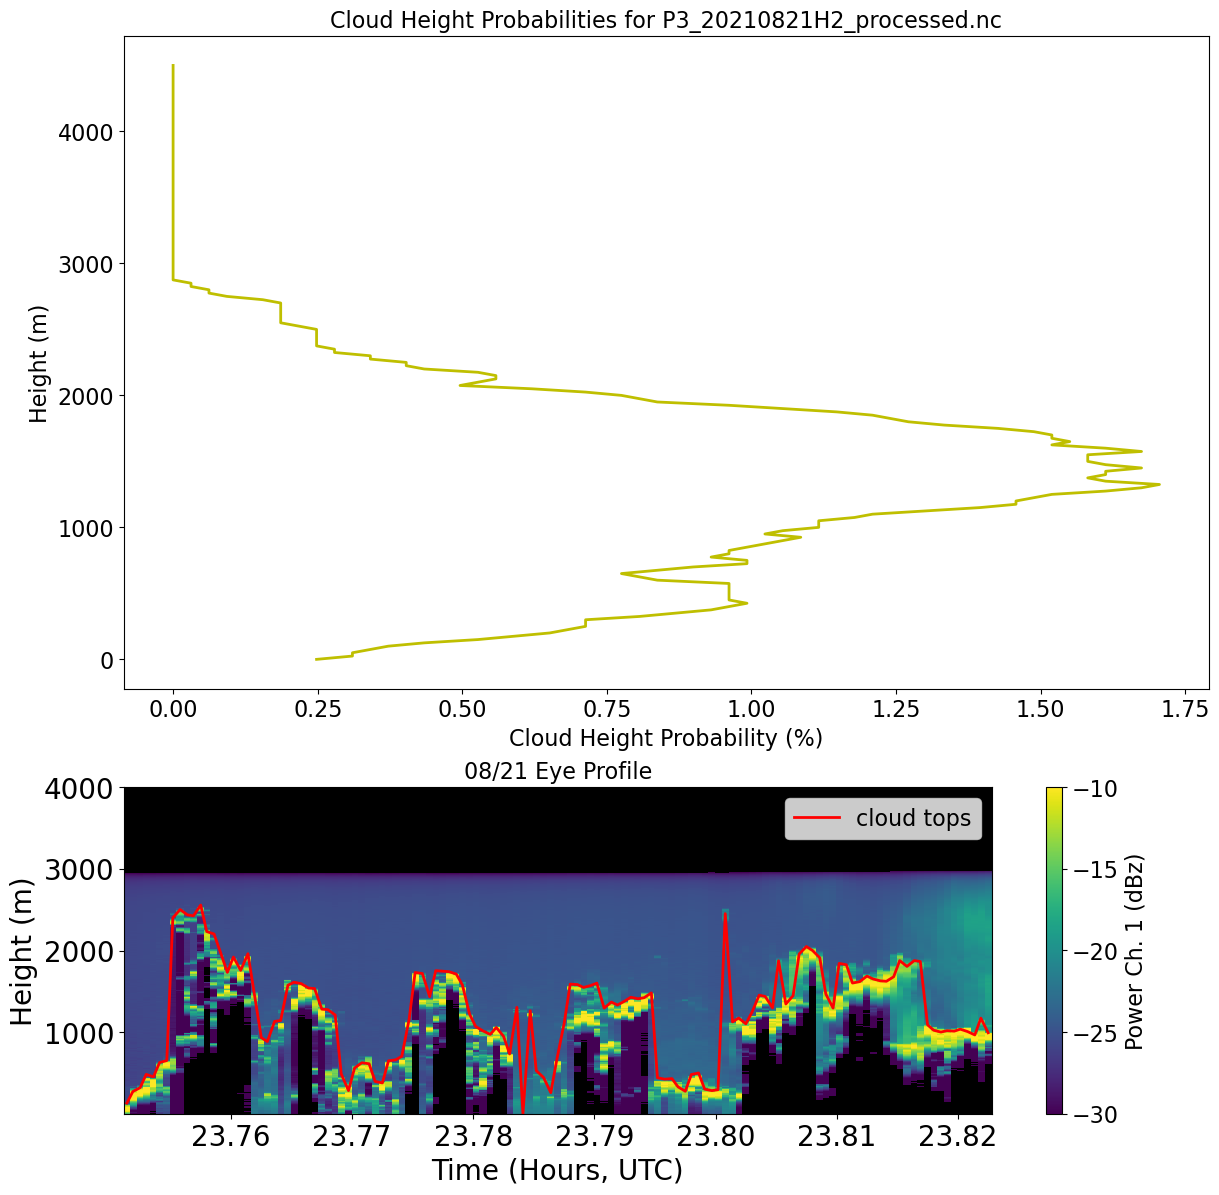 Cloud Height Probabilities for P3_20210821H2_processed.nc
Height (m)
4000
3000
2000
1000
0
0.00 0.25 0.50 0.75 1.00 1.25 1.50 1.75
Cloud Height Probability (%)
08/21 Eye Profile
Height (m)
4000
3000
2000
1000
cloud tops
23.76 23.77 23.78 23.79 23.80 23.81 23.82
Time (Hours, UTC)
−10
−15
−20
−25
−30
Power Ch. 1 (dBz)